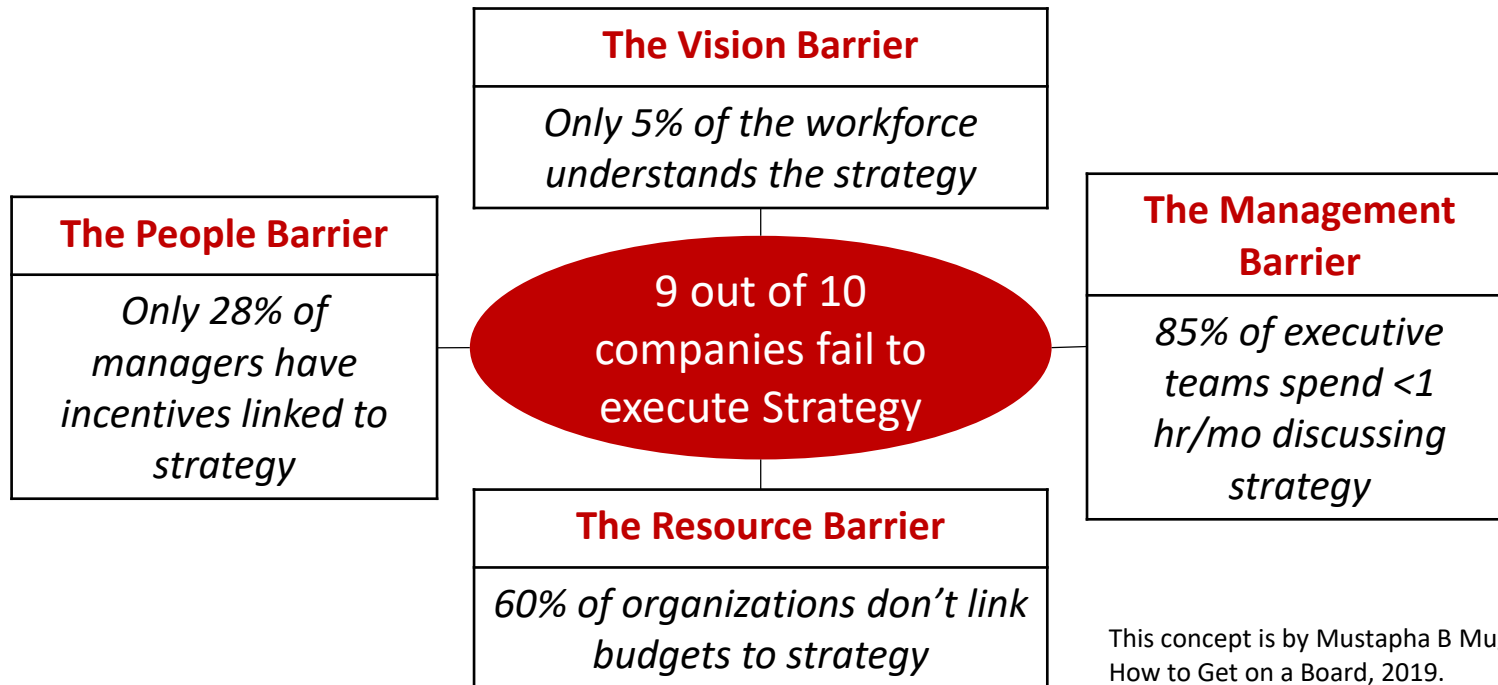 The Vision Barrier
Only 5% of the workforce
understands the strategy
The People Barrier
Only 28% of
managers have
incentives linked to
strategy
9 out of 10
companies fail to
execute Strategy
The Management
Barrier
85% of executive
teams spend <1
hr/mo discussing
strategy
The Resource Barrier
60% of organizations don’t link
budgets to strategy
This concept is by Mustapha B Mu
How to Get on a Board, 2019.